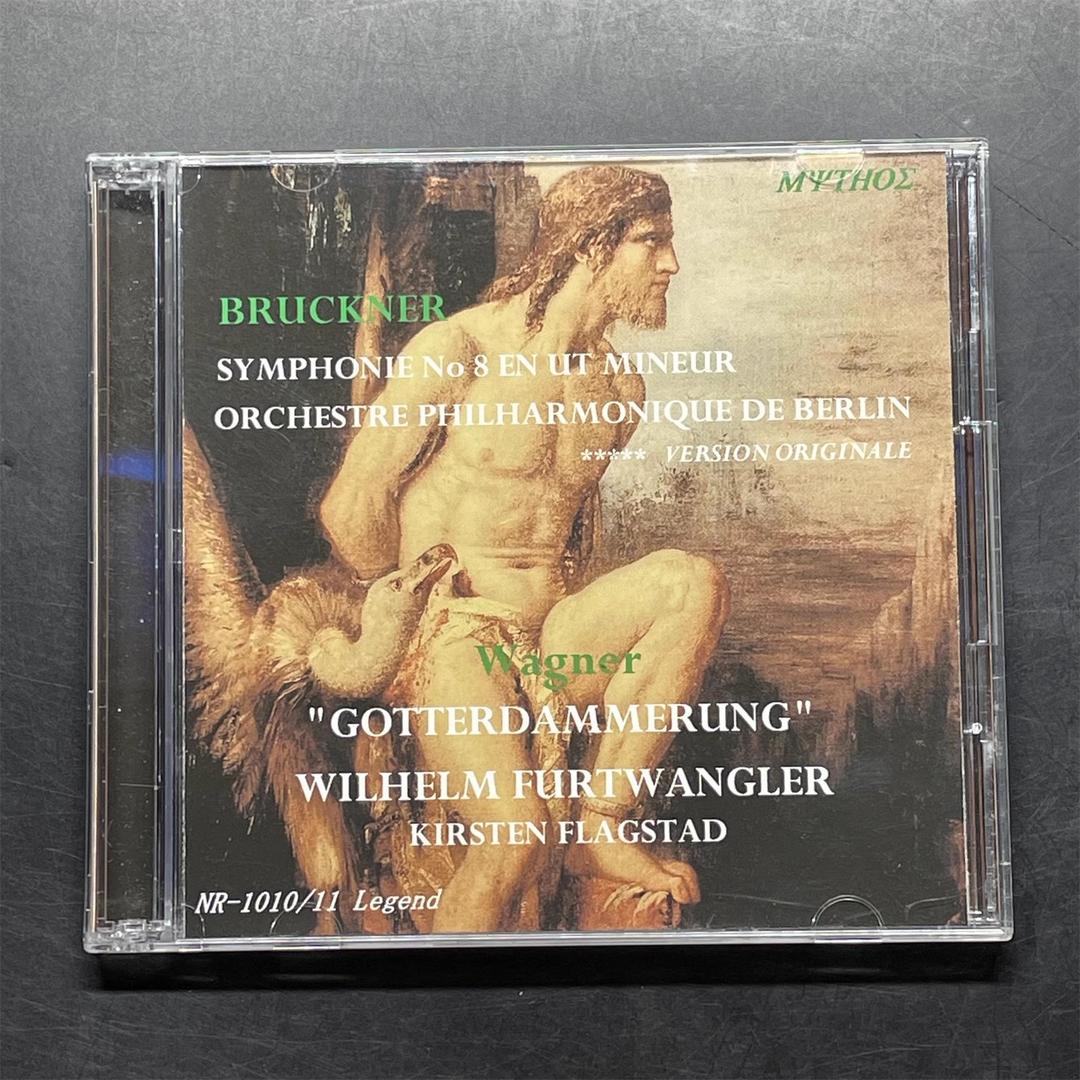 ΜΨΤΗΟΣ
BRUCKNER
SYMPHONIE No 8 EN UT MINEUR
ORCHESTRE PHILHARMONIQUE DE BERLIN
***** VERSION ORIGINALE
Wagner
"GOTTERDAMMERUNG"
WILHELM FURTWANGLER
KIRSTEN FLAGSTAD
NR-1010/11 Legend